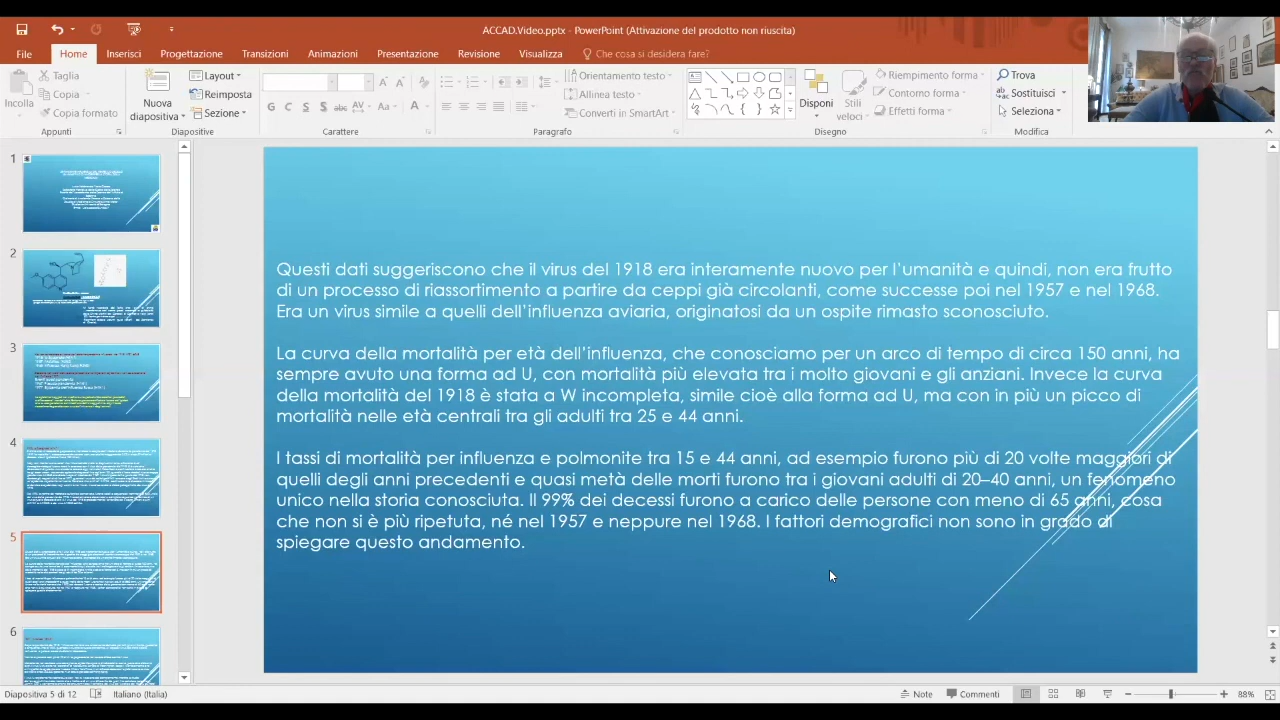 ACCAD.Video.pptx - PowerPoint (Attivazione del prodotto non riuscita)
File Home Inserisci Progettazione Transizioni Animazioni Presentazione Revisione Visualizza Che cosa si desidera fare?
Incolla
Taglia
Copia
Copia formato
Appunti
Nuova diapositiva
Layout
Reimposta
Sezione
Diapositive
G C S S abc AV Aa A
Carattere
Orientamento testo
Allinea testo
Converti in SmartArt
Paragrafo
Disponi
Stili veloci
Riempimento forma
Contorno forma
Effetti forma
Disegno
Trova
Sostituisci
Seleziona
Modifica
1
2
3
4
5
6
Questi dati suggeriscono che il virus del 1918 era interamente nuovo per l'umanità e quindi, non era frutto
di un processo di riassortimento a partire da ceppi già circolanti, come successe poi nel 1957 e nel 1968.
Era un virus simile a quelli dell'influenza aviaria, originatosi da un ospite rimasto sconosciuto.
La curva della mortalità per età dell'influenza, che conosciamo per un arco di tempo di circa 150 anni, ha
sempre avuto una forma ad U, con mortalità più elevata tra i molto giovani e gli anziani. Invece la curva
della mortalità del 1918 è stata a W incompleta, simile cioè alla forma ad U, ma con in più un picco di
mortalità nelle età centrali tra gli adulti tra 25 e 44 anni.
I tassi di mortalità per influenza e polmonite tra 15 e 44 anni, ad esempio furono più di 20 volte maggiori di
quelli degli anni precedenti e quasi metà delle morti furono tra i giovani adulti di 20–40 anni, un fenomeno
unico nella storia conosciuta. Il 99% dei decessi furono a carico delle persone con meno di 65 anni, cosa
che non si è più ripetuta, né nel 1957 e neppure nel 1968. I fattori demografici non sono in grado di
spiegare questo andamento.
Diapositiva 5 di 12 Italiano (Italia) Note Commenti 88%